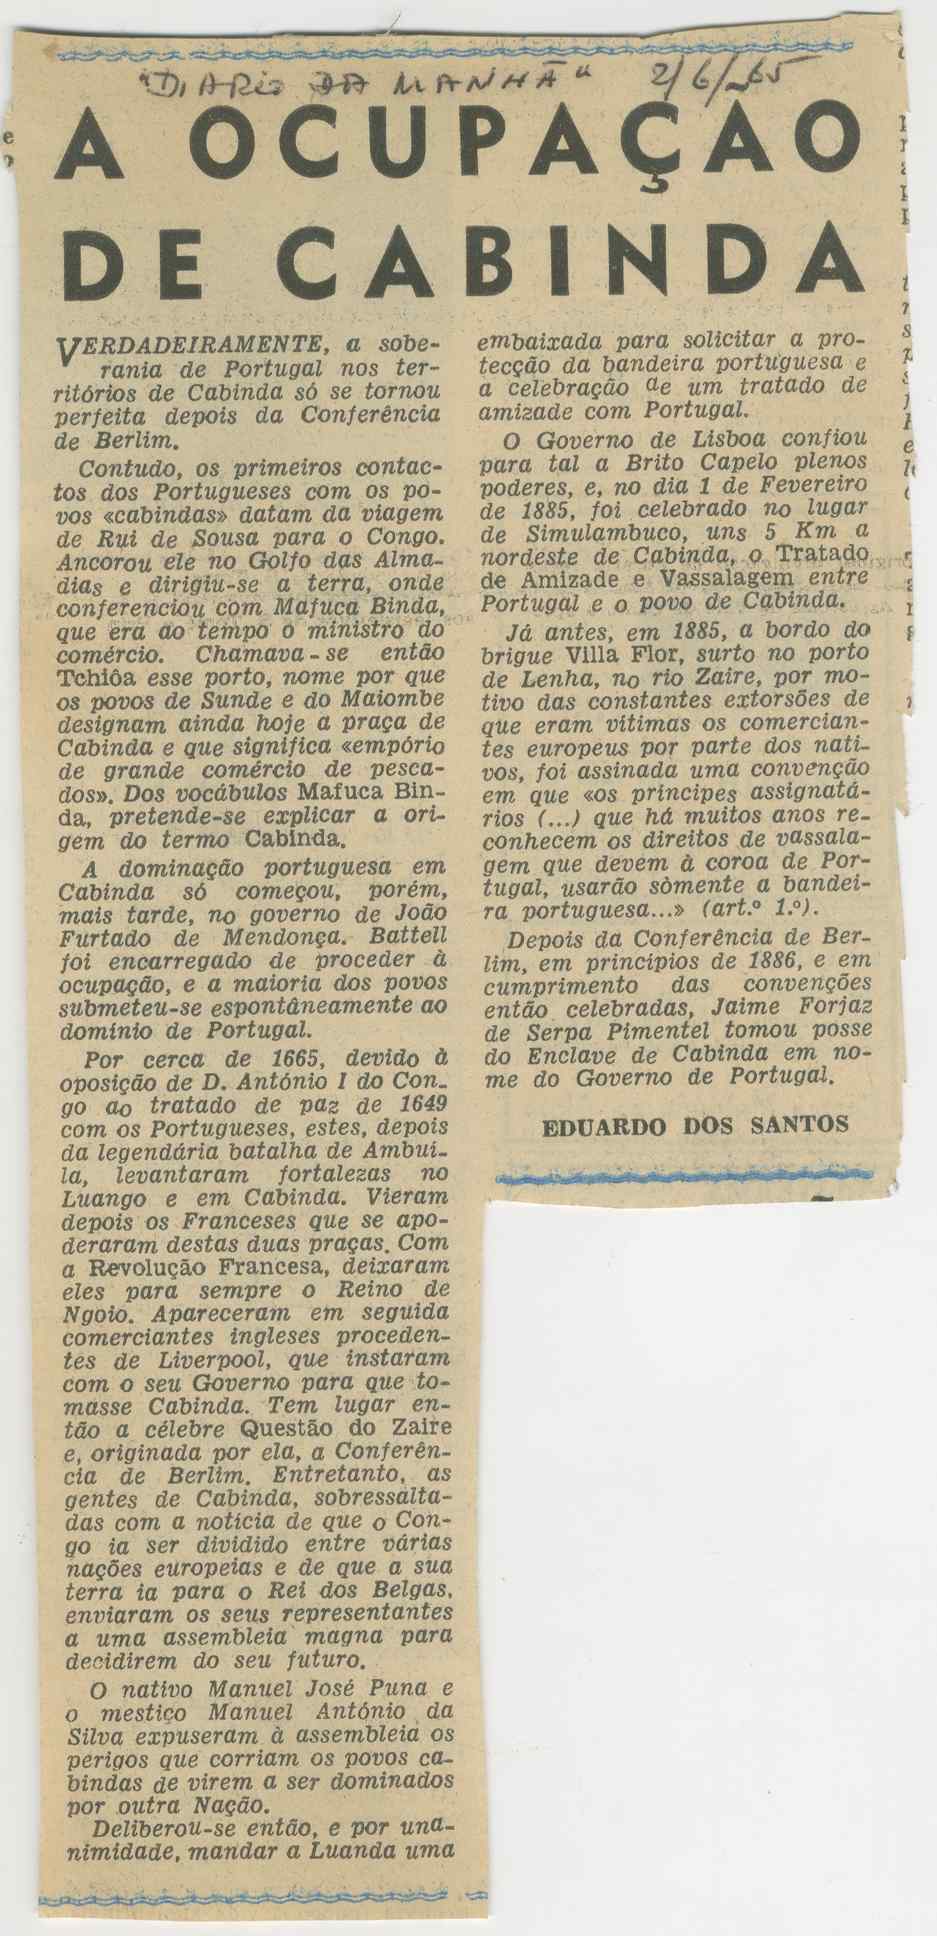 "DIARIO DA MANHÃ" 2/6/65
A OCUPAÇAO
DE CABINDA
VERDADEIRAMENTE, a sobe-
rania de Portugal nos ter-
ritórios de Cabinda só se tornou
perfeita depois da Conferência
de Berlim.
Contudo, os primeiros contac-
tos dos Portugueses com os po-
vos «cabindas» datam da viagem
de Rui de Sousa para o Congo.
Ancorou ele no Golfo das Alma-
dias e dirigiu-se a terra, onde
conferenciou com Mafuca Binda,
que era ao tempo o ministro do
comércio. Chamava-se então
Tchiôa esse porto, nome por que
os povos de Sunde e do Maiombe
designam ainda hoje a praça de
Cabinda e que significa «empório
de grande comércio de pesca-
dos». Dos vocábulos Mafuca Bin-
da, pretende-se explicar a ori-
gem do termo Cabinda.
A dominação portuguesa em
Cabinda só começou, porém,
mais tarde, no governo de João
Furtado de Mendonça. Battell
foi encarregado de proceder à
ocupação, e a maioria dos povos
submeteu-se espontâneamente ao
domínio de Portugal.
Por cerca de 1665, devido à
oposição de D. António I do Con-
go ao tratado de paz de 1649
com os Portugueses, estes, depois
da legendária batalha de Ambuí-
la, levantaram fortalezas no
Luango e em Cabinda. Vieram
depois os Franceses que se apo-
deraram destas duas praças. Com
a Revolução Francesa, deixaram
eles para sempre o Reino de
Ngoio. Apareceram em seguida
comerciantes ingleses proceden-
tes de Liverpool, que instaram
com o seu Governo para que to-
masse Cabinda. Tem lugar en-
tão a célebre Questão do Zaire
e, originada por ela, a Conferên-
cia de Berlim. Entretanto, as
gentes de Cabinda, sobressalta-
das com a notícia de que o Con-
go ia ser dividido entre várias
nações europeias e de que a sua
terra ia para o Rei dos Belgas,
enviaram os seus representantes
a uma assembleia magna para
decidirem do seu futuro.
O nativo Manuel José Puna e
o mestiço Manuel António da
Silva expuseram à assembleia os
perigos que corriam os povos ca-
bindas de virem a ser dominados
por outra Nação.
Deliberou-se então, e por una-
nimidade, mandar a Luanda uma
embaixada para solicitar a pro-
tecção da bandeira portuguesa e
a celebração de um tratado de
amizade com Portugal.
O Governo de Lisboa confiou
para tal a Brito Capelo plenos
poderes, e, no dia 1 de Fevereiro
de 1885, foi celebrado no lugar
de Simulambuco, uns 5 Km a
nordeste de Cabinda, o Tratado
de Amizade e Vassalagem entre
Portugal e o povo de Cabinda.
Já antes, em 1885, a bordo do
brigue Villa Flor, surto no porto
de Lenha, no rio Zaire, por mo-
tivo das constantes extorsões de
que eram vítimas os comercian-
tes europeus por parte dos nati-
vos, foi assinada uma convenção
em que «os príncipes assignatá-
rios (...) que há muitos anos re-
conhecem os direitos de vassala-
gem que devem à coroa de Por-
tugal, usarão sòmente a bandei-
ra portuguesa...» (art.º 1.º).
Depois da Conferência de Ber-
lim, em princípios de 1886, e em
cumprimento das convenções
então celebradas, Jaime Forjaz
de Serpa Pimentel tomou posse
do Enclave de Cabinda em no-
me do Governo de Portugal.
EDUARDO DOS SANTOS